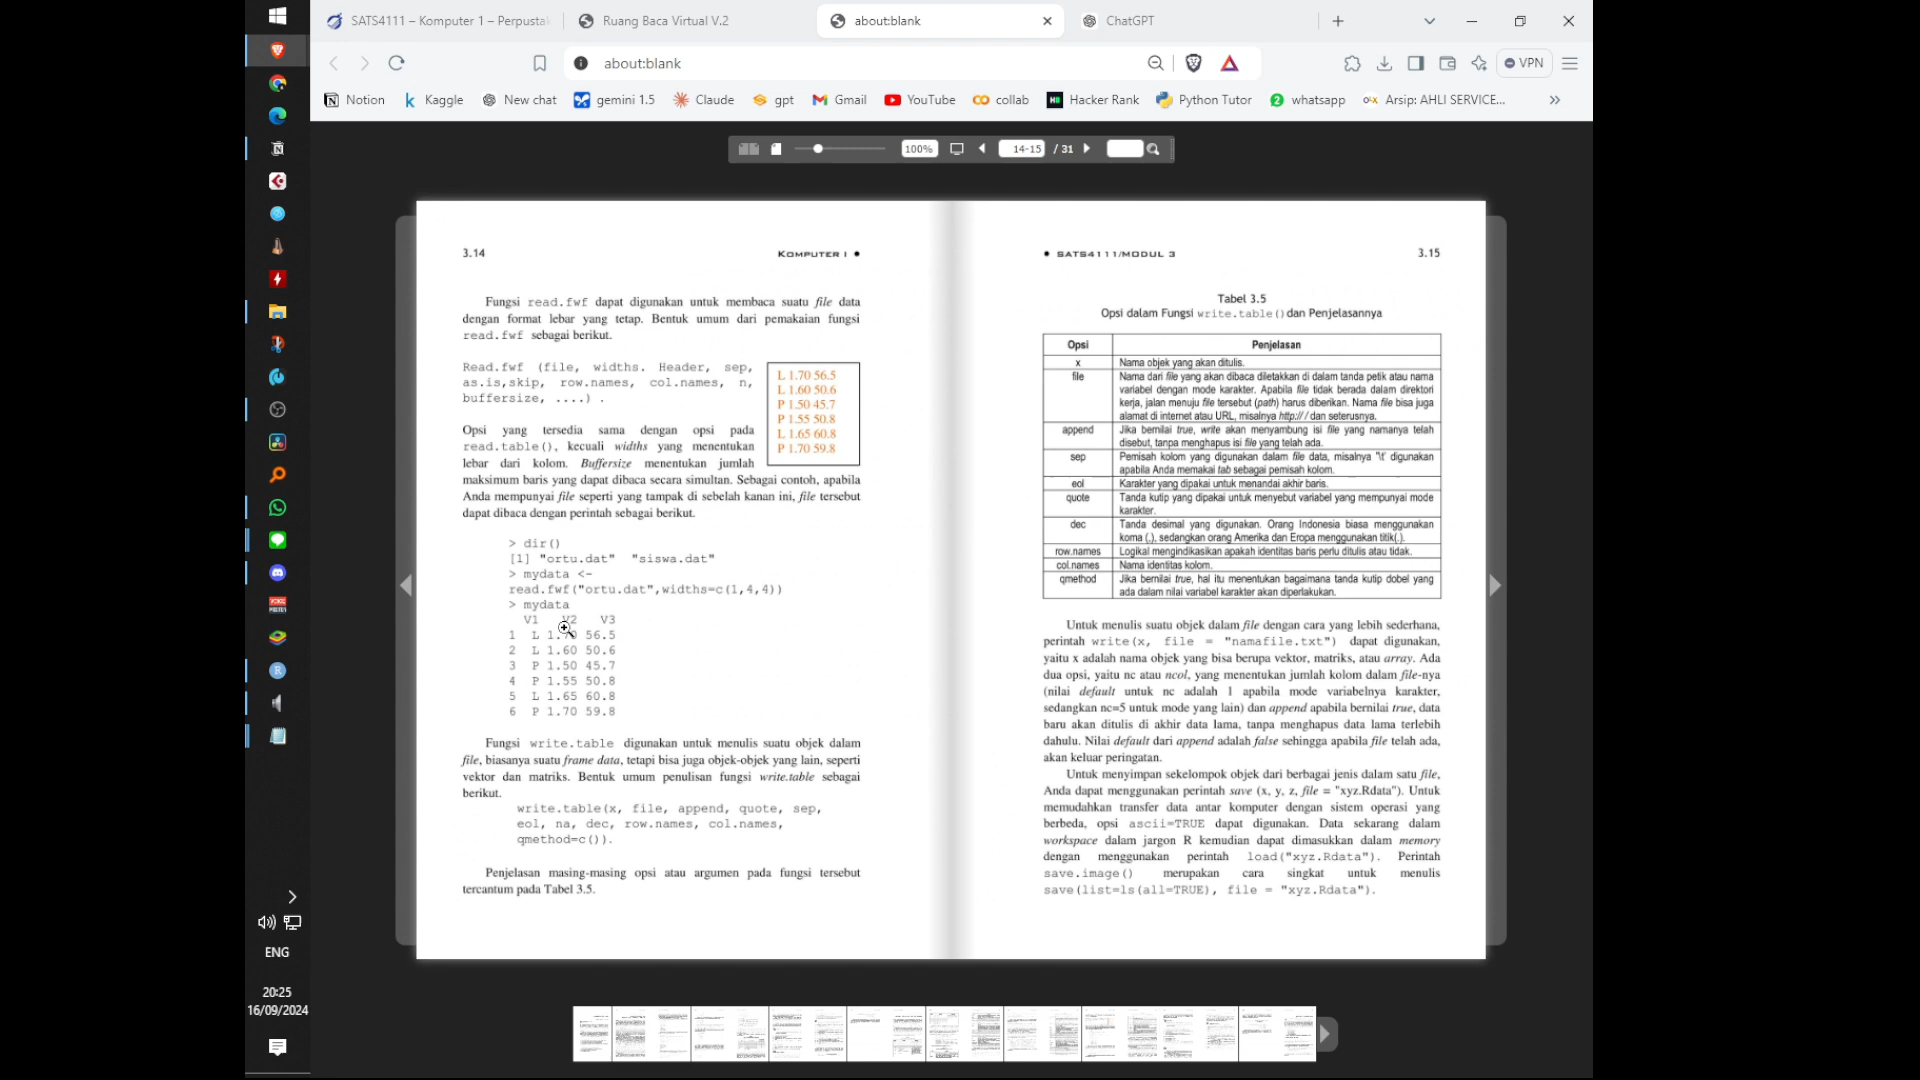 SATS4111 – Komputer 1 – Perpustak
Ruang Baca Virtual V.2
about:blank
ChatGPT
about:blank
VPN
Notion
Kaggle
New chat
gemini 1.5
Claude
gpt
Gmail
YouTube
collab
Hacker Rank
Python Tutor
whatsapp
Arsip: AHLI SERVICE...
100%
14-15
/ 31
3.14
KOMPUTER I ●
Fungsi read.fwf dapat digunakan untuk membaca suatu file data
dengan format lebar yang tetap. Bentuk umum dari pemakaian fungsi
read.fwf sebagai berikut.
Read.fwf (file, widths. Header, sep,
as.is,skip, row.names, col.names, n,
buffersize, ....) .
L 1.70 56.5
L 1.60 50.6
P 1.50 45.7
P 1.55 50.8
L 1.65 60.8
P 1.70 59.8
Opsi yang tersedia sama dengan opsi pada
read.table(), kecuali widths yang menentukan
lebar dari kolom. Buffersize menentukan jumlah
maksimum baris yang dapat dibaca secara simultan. Sebagai contoh, apabila
Anda mempunyai file seperti yang tampak di sebelah kanan ini, file tersebut
dapat dibaca dengan perintah sebagai berikut.
> dir()
[1] "ortu.dat" "siswa.dat"
> mydata <-
read.fwf("ortu.dat",widths=c(1,4,4))
> mydata
V1 V2 V3
1 L 1.70 56.5
2 L 1.60 50.6
3 P 1.50 45.7
4 P 1.55 50.8
5 L 1.65 60.8
6 P 1.70 59.8
Fungsi write.table digunakan untuk menulis suatu objek dalam
file, biasanya suatu frame data, tetapi bisa juga objek-objek yang lain, seperti
vektor dan matriks. Bentuk umum penulisan fungsi write.table sebagai
berikut.
write.table(x, file, append, quote, sep,
eol, na, dec, row.names, col.names,
qmethod=c()).
Penjelasan masing-masing opsi atau argumen pada fungsi tersebut
tercantum pada Tabel 3.5.
● SATS4111/MODUL 3
3.15
Tabel 3.5
Opsi dalam Fungsi write.table()dan Penjelasannya
Opsi Penjelasan
x Nama objek yang akan ditulis.
file Nama dari file yang akan dibaca diletakkan di dalam tanda petik atau nama
variabel dengan mode karakter. Apabila file tidak berada dalam direktori
kerja, jalan menuju file tersebut (path) harus diberikan. Nama file bisa juga
alamat di internet atau URL, misalnya http:// dan seterusnya.
append Jika bernilai true, write akan menyambung isi file yang namanya telah
disebut, tanpa menghapus isi file yang telah ada.
sep Pemisah kolom yang digunakan dalam file data, misalnya '\t' digunakan
apabila Anda memakai tab sebagai pemisah kolom.
eol Karakter yang dipakai untuk menandai akhir baris.
quote Tanda kutip yang dipakai untuk menyebut variabel yang mempunyai mode
karakter.
dec Tanda desimal yang digunakan. Orang Indonesia biasa menggunakan
koma (,), sedangkan orang Amerika dan Eropa menggunakan titik(.).
row.names Logikal mengindikasikan apakah identitas baris perlu ditulis atau tidak.
col.names Nama identitas kolom.
qmethod Jika bernilai true, hal itu menentukan bagaimana tanda kutip dobel yang
ada dalam nilai variabel karakter akan diperlakukan.
Untuk menulis suatu objek dalam file dengan cara yang lebih sederhana,
perintah write(x, file = "namafile.txt") dapat digunakan,
yaitu x adalah nama objek yang bisa berupa vektor, matriks, atau array. Ada
dua opsi, yaitu nc atau ncol, yang menentukan jumlah kolom dalam file-nya
(nilai default untuk nc adalah 1 apabila mode variabelnya karakter,
sedangkan nc=5 untuk mode yang lain) dan append apabila bernilai true, data
baru akan ditulis di akhir data lama, tanpa menghapus data lama terlebih
dahulu. Nilai default dari append adalah false sehingga apabila file telah ada,
akan keluar peringatan.
Untuk menyimpan sekelompok objek dari berbagai jenis dalam satu file,
Anda dapat menggunakan perintah save (x, y, z, file = "xyz.Rdata"). Untuk
memudahkan transfer data antar komputer dengan sistem operasi yang
berbeda, opsi ascii=TRUE dapat digunakan. Data sekarang dalam
workspace dalam jargon R kemudian dapat dimasukkan dalam memory
dengan menggunakan perintah load("xyz.Rdata"). Perintah
save.image() merupakan cara singkat untuk menulis
save(list=ls(all=TRUE), file = "xyz.Rdata").
ENG
20:25
16/09/2024